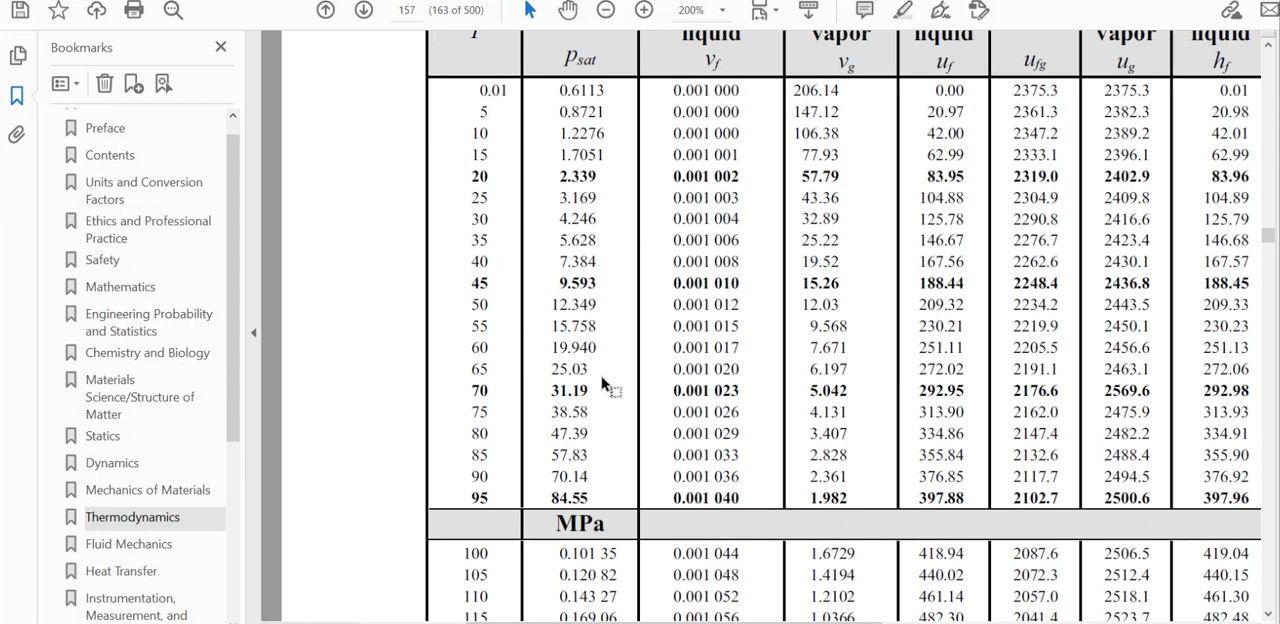 157 (163 of 500) 200%
Bookmarks
Preface
Contents
Units and Conversion
Factors
Ethics and Professional
Practice
Safety
Mathematics
Engineering Probability
and Statistics
Chemistry and Biology
Materials
Science/Structure of
Matter
Statics
Dynamics
Mechanics of Materials
Thermodynamics
Fluid Mechanics
Heat Transfer
Instrumentation,
Measurement, and
liquid vapor liquid vapor liquid
T psat vf vg uf ufg ug hf
0.01 0.6113 0.001 000 206.14 0.00 2375.3 2375.3 0.01
5 0.8721 0.001 000 147.12 20.97 2361.3 2382.3 20.98
10 1.2276 0.001 000 106.38 42.00 2347.2 2389.2 42.01
15 1.7051 0.001 001 77.93 62.99 2333.1 2396.1 62.99
20 2.339 0.001 002 57.79 83.95 2319.0 2402.9 83.96
25 3.169 0.001 003 43.36 104.88 2304.9 2409.8 104.89
30 4.246 0.001 004 32.89 125.78 2290.8 2416.6 125.79
35 5.628 0.001 006 25.22 146.67 2276.7 2423.4 146.68
40 7.384 0.001 008 19.52 167.56 2262.6 2430.1 167.57
45 9.593 0.001 010 15.26 188.44 2248.4 2436.8 188.45
50 12.349 0.001 012 12.03 209.32 2234.2 2443.5 209.33
55 15.758 0.001 015 9.568 230.21 2219.9 2450.1 230.23
60 19.940 0.001 017 7.671 251.11 2205.5 2456.6 251.13
65 25.03 0.001 020 6.197 272.02 2191.1 2463.1 272.06
70 31.19 0.001 023 5.042 292.95 2176.6 2569.6 292.98
75 38.58 0.001 026 4.131 313.90 2162.0 2475.9 313.93
80 47.39 0.001 029 3.407 334.86 2147.4 2482.2 334.91
85 57.83 0.001 033 2.828 355.84 2132.6 2488.4 355.90
90 70.14 0.001 036 2.361 376.85 2117.7 2494.5 376.92
95 84.55 0.001 040 1.982 397.88 2102.7 2500.6 397.96
MPa
100 0.101 35 0.001 044 1.6729 418.94 2087.6 2506.5 419.04
105 0.120 82 0.001 048 1.4194 440.02 2072.3 2512.4 440.15
110 0.143 27 0.001 052 1.2102 461.14 2057.0 2518.1 461.30
115 0.169 06 0.001 056 1.0366 482.30 2041.4 2523.7 482.48